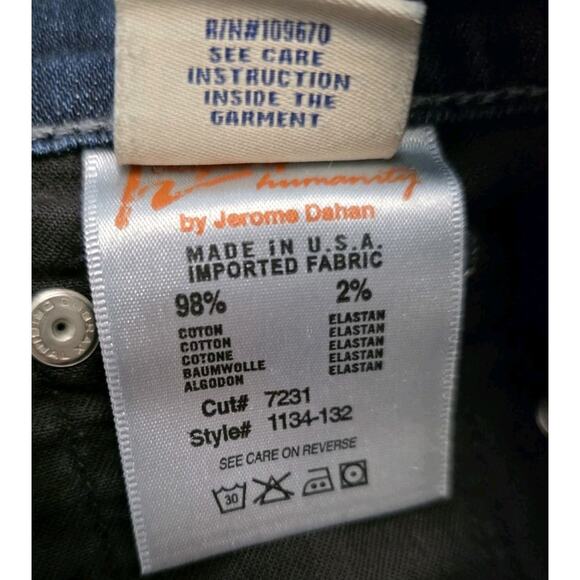 R/N#109670
SEE CARE
INSTRUCTION
INSIDE THE
GARMENT
humanity
by Jerome Dahan
MADE IN U.S.A.
IMPORTED FABRIC
98% 2%
COTON ELASTAN
COTTON ELASTAN
COTONE ELASTAN
BAUMWOLLE ELASTAN
ALGODON ELASTAN
Cut# 7231
Style# 1134-132
SEE CARE ON REVERSE
30